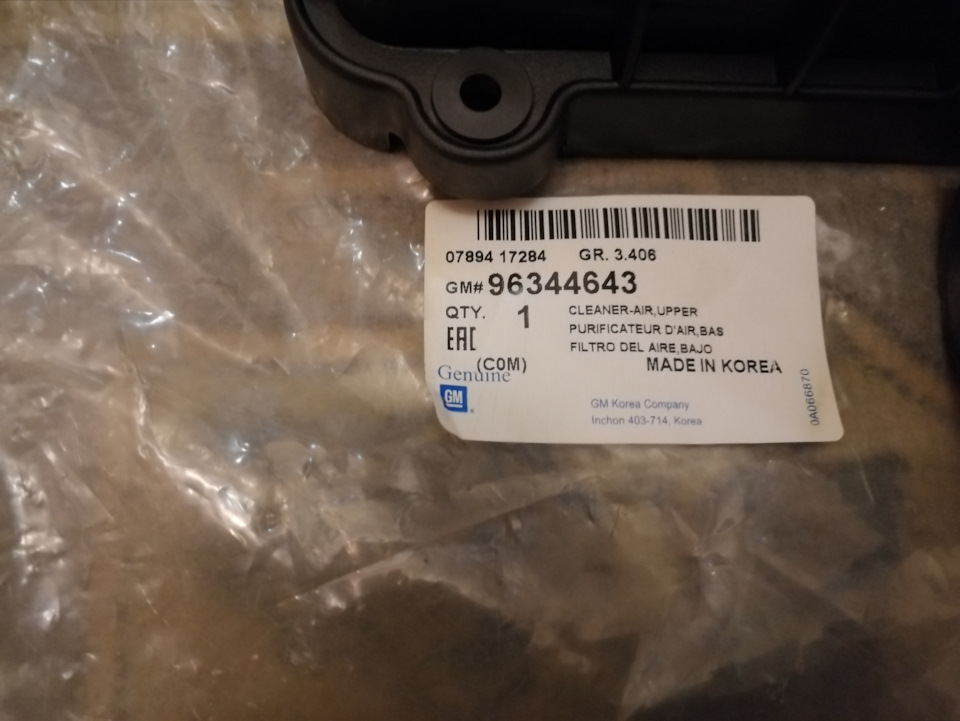 07894 17284 GR. 3.406
GM# 96344643
QTY. 1 CLEANER-AIR,UPPER
PURIFICATEUR D'AIR,BAS
EAC FILTRO DEL AIRE,BAJO
(COM) MADE IN KOREA
Genuine
GM
GM Korea Company
Inchon 403-714, Korea
0A066870